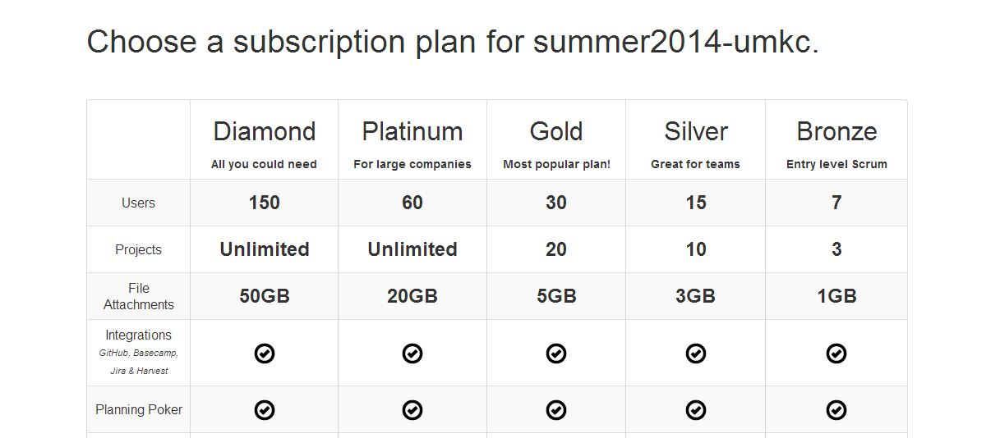 Choose a subscription plan for summer2014-umkc.
Diamond Platinum Gold Silver Bronze
All you could need For large companies Most popular plan! Great for teams Entry level Scrum
Users 150 60 30 15 7
Projects Unlimited Unlimited 20 10 3
File
Attachments 50GB 20GB 5GB 3GB 1GB
Integrations
GitHub, Basecamp,
Jira & Harvest
Planning Poker